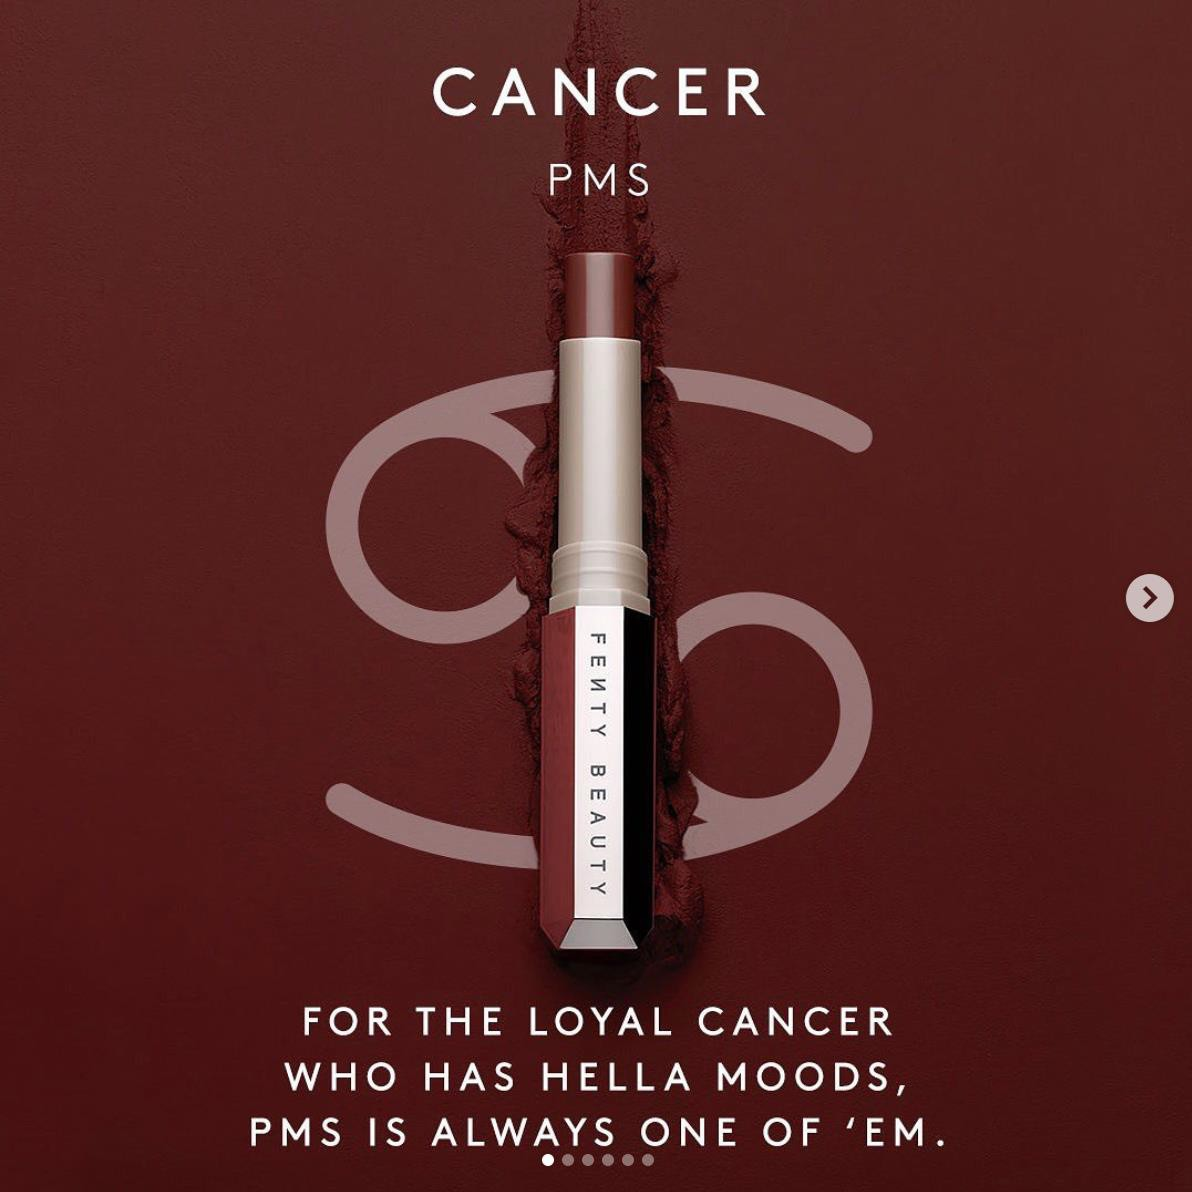 CANCER
PMS
FENTY BEAUTY
FOR THE LOYAL CANCER
WHO HAS HELLA MOODS,
PMS IS ALWAYS ONE OF ‘EM.